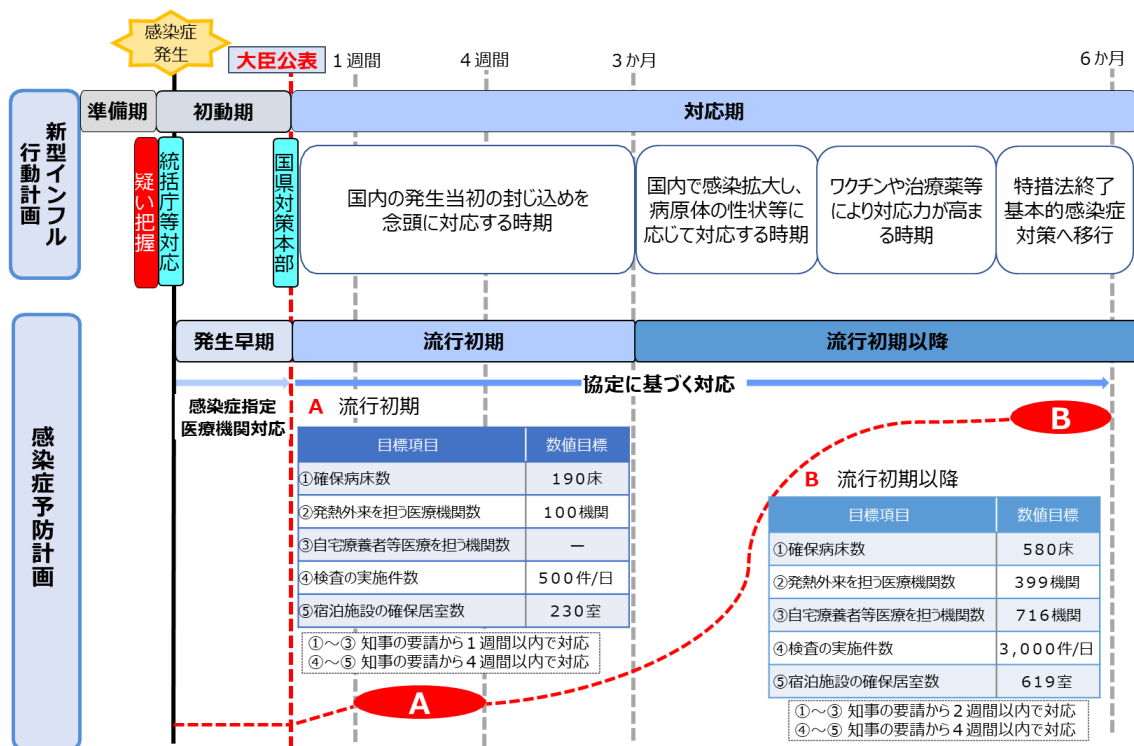 感染症
発生
大臣公表
1週間
4週間
3か月
6か月
新型インフル
行動計画
準備期
初動期
対応期
疑い把握
統括庁等対応
国県対策本部
国内の発生当初の封じ込めを
念頭に対応する時期
国内で感染拡大し、
病原体の性状等に
応じて対応する時期
ワクチンや治療薬等
により対応力が高ま
る時期
特措法終了
基本的感染症
対策へ移行
感染症予防計画
発生早期
流行初期
流行初期以降
協定に基づく対応
感染症指定
医療機関対応
A 流行初期
目標項目 数値目標
①確保病床数 190床
②発熱外来を担う医療機関数 100機関
③自宅療養者等医療を担う機関数 －
④検査の実施件数 500件/日
⑤宿泊施設の確保居室数 230室
①～③ 知事の要請から1週間以内で対応
④～⑤ 知事の要請から4週間以内で対応
A
B
B 流行初期以降
目標項目 数値目標
①確保病床数 580床
②発熱外来を担う医療機関数 399機関
③自宅療養者等医療を担う機関数 716機関
④検査の実施件数 3,000件/日
⑤宿泊施設の確保居室数 619室
①～③ 知事の要請から2週間以内で対応
④～⑤ 知事の要請から4週間以内で対応